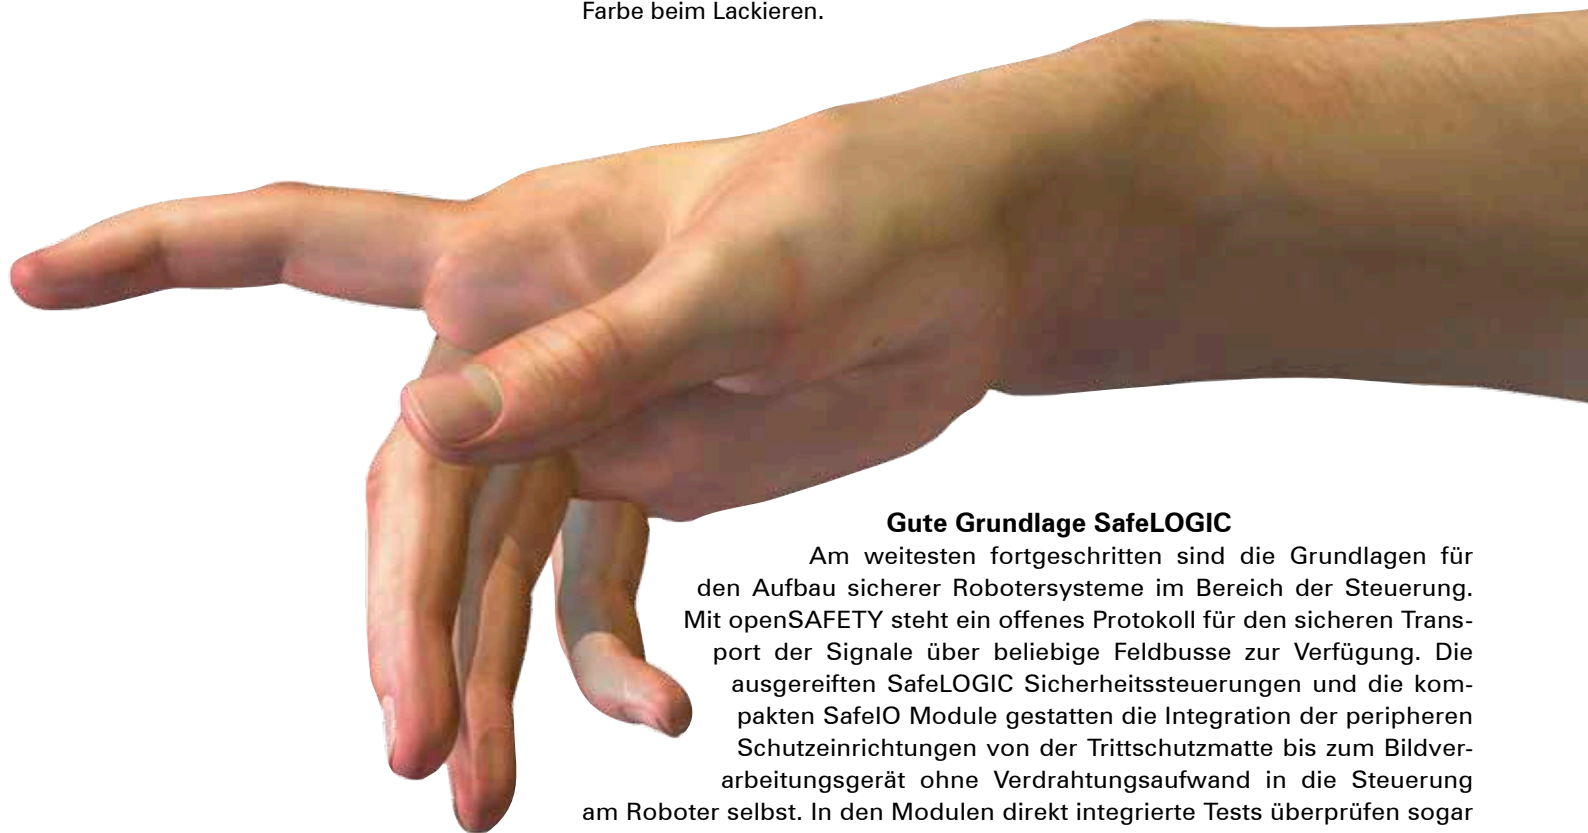 Farbe beim Lackieren.
Gute Grundlage SafeLOGIC
Am weitesten fortgeschritten sind die Grundlagen für
den Aufbau sicherer Robotersysteme im Bereich der Steuerung.
Mit openSAFETY steht ein offenes Protokoll für den sicheren Trans-
port der Signale über beliebige Feldbusse zur Verfügung. Die
ausgereiften SafeLOGIC Sicherheitssteuerungen und die kom-
pakten SafeIO Module gestatten die Integration der peripheren
Schutzeinrichtungen von der Trittschutzmatte bis zum Bildver-
arbeitungsgerät ohne Verdrahtungsaufwand in die Steuerung
am Roboter selbst. In den Modulen direkt integrierte Tests überprüfen sogar